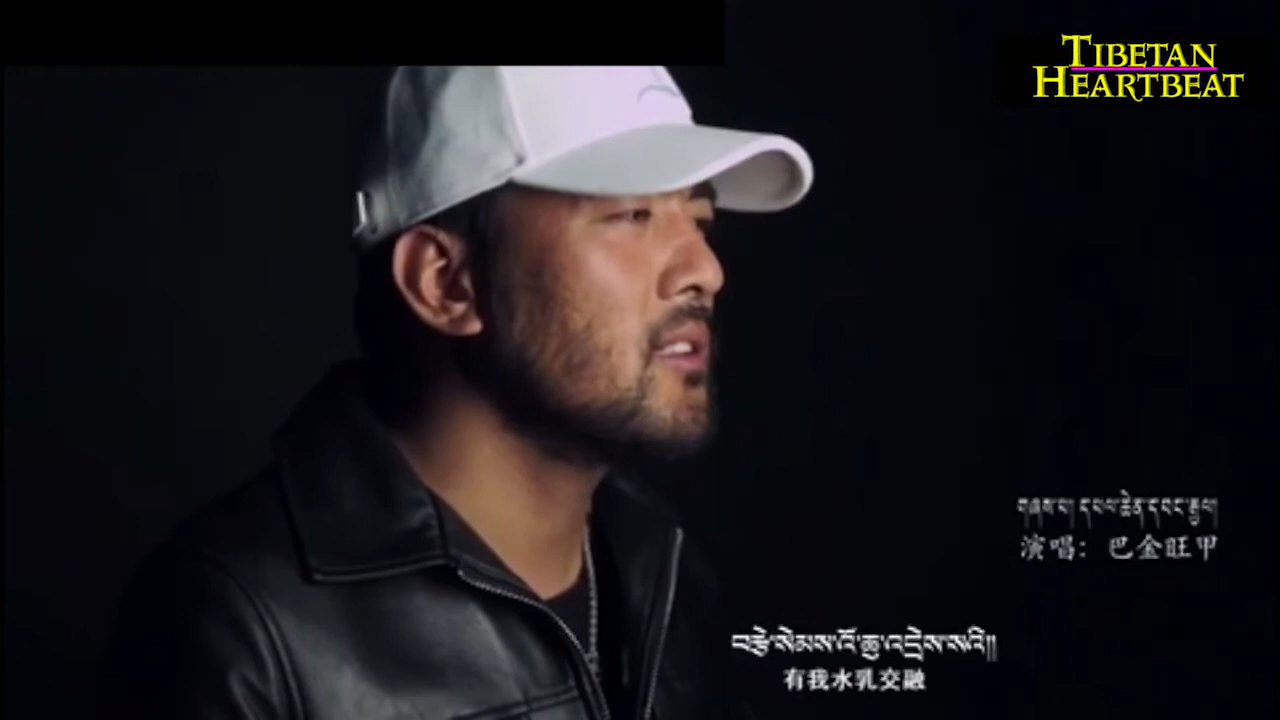 TIBETAN
HEARTBEAT
གཞས་པ། དཔལ་ཆེན་དབང་རྒྱལ།
演唱：巴金旺甲
བརྩེ་སེམས་འོ་ཆུ་འདྲེས་སའི།།
有我水乳交融